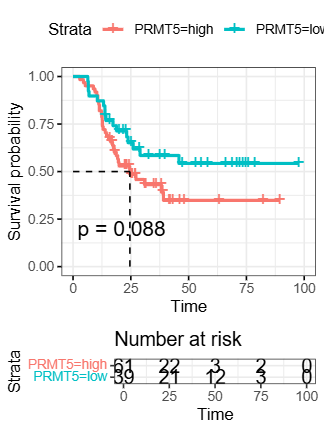 Strata PRMT5=high PRMT5=low
1.00
0.75
0.50
0.25
0.00
Survival probability
p = 0.088
0 25 50 75 100
Time
Number at risk
Strata
PRMT5=high 61 22 3 2 0
PRMT5=low 39 21 12 3 0
0 25 50 75 100
Time